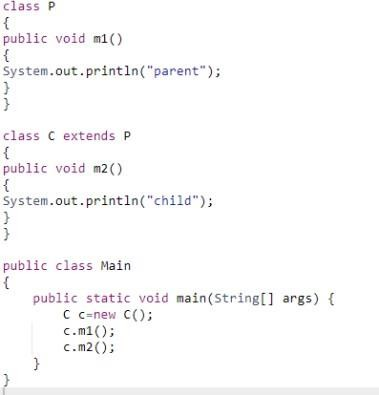 class P
{
public void m1()
{
System.out.println("parent");
}
}

class C extends P
{
public void m2()
{
System.out.println("child");
}
}

public class Main
{
    public static void main(String[] args) {
        C c=new C();
        c.m1();
        c.m2();
    }
}